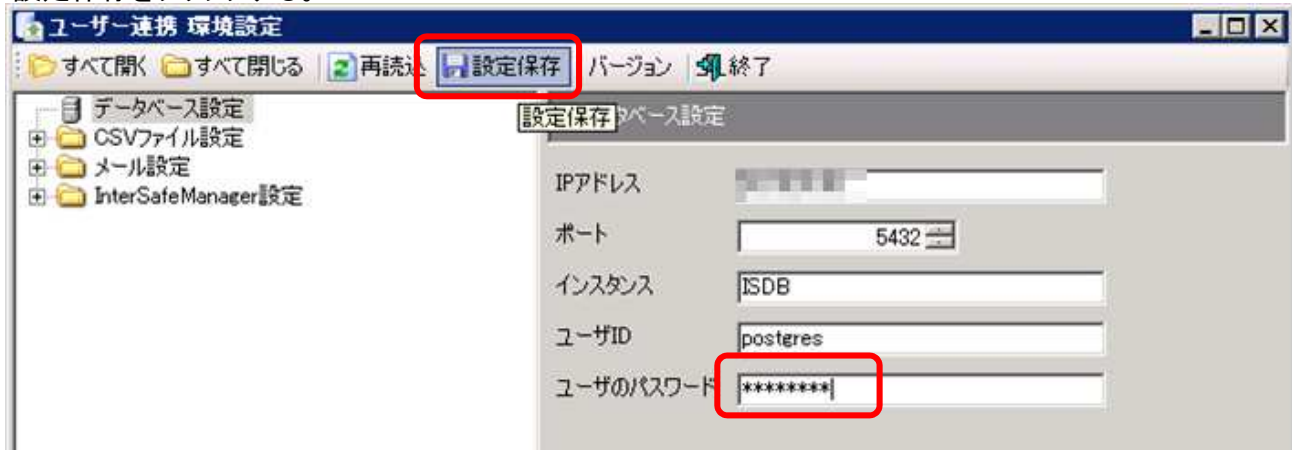 ユーザー連携 環境設定
すべて開く すべて閉じる 再読込 設定保存 バージョン 終了
データベース設定
CSVファイル設定
メール設定
InterSafeManager設定
設定保存
ベース設定
IPアドレス
ポート 5432
インスタンス ISDB
ユーザID postgres
ユーザのパスワード ********